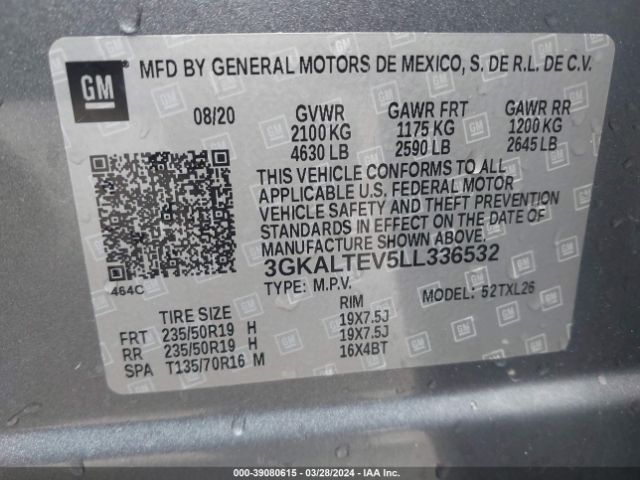 GM MFD BY GENERAL MOTORS DE MEXICO, S. DE R.L. DE C.V.
08/20 GVWR GAWR FRT GAWR RR
2100 KG 1175 KG 1200 KG
4630 LB 2590 LB 2645 LB
THIS VEHICLE CONFORMS TO ALL
APPLICABLE U.S. FEDERAL MOTOR
VEHICLE SAFETY AND THEFT PREVENTION
STANDARDS IN EFFECT ON THE DATE OF
MANUFACTURE SHOWN ABOVE.
3GKALTEV5LL336532
464C TYPE: M.P.V. MODEL: 52TXL26
TIRE SIZE RIM
FRT 235/50R19 H 19X7.5J
RR 235/50R19 H 19X7.5J
SPA T135/70R16 M 16X4BT
000-39080615 - 03/28/2024 - IAA Inc.